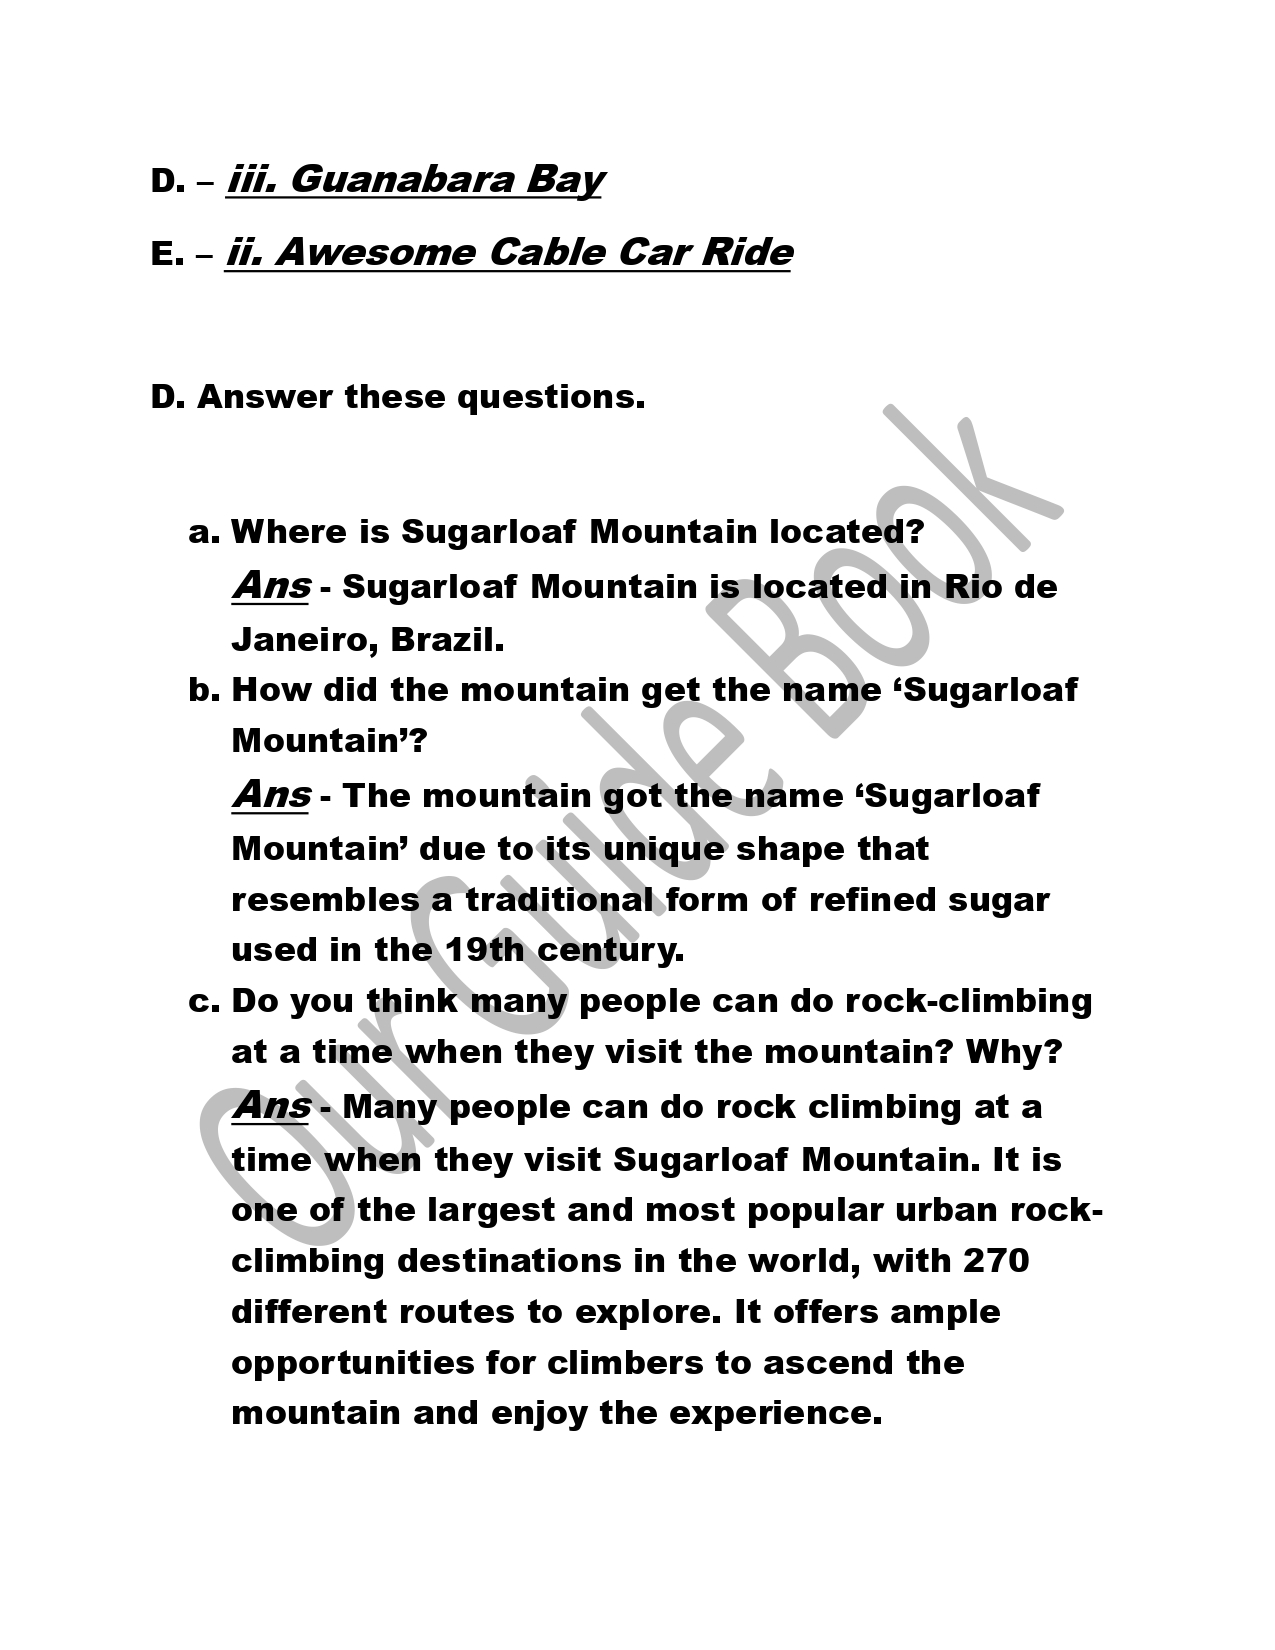 D. – iii. Guanabara Bay
E. – ii. Awesome Cable Car Ride
D. Answer these questions.
a. Where is Sugarloaf Mountain located?
Ans - Sugarloaf Mountain is located in Rio de
Janeiro, Brazil.
b. How did the mountain get the name ‘Sugarloaf
Mountain’?
Ans - The mountain got the name ‘Sugarloaf
Mountain’ due to its unique shape that
resembles a traditional form of refined sugar
used in the 19th century.
c. Do you think many people can do rock-climbing
at a time when they visit the mountain? Why?
Ans - Many people can do rock climbing at a
time when they visit Sugarloaf Mountain. It is
one of the largest and most popular urban rock-
climbing destinations in the world, with 270
different routes to explore. It offers ample
opportunities for climbers to ascend the
mountain and enjoy the experience.
Our Guide Book